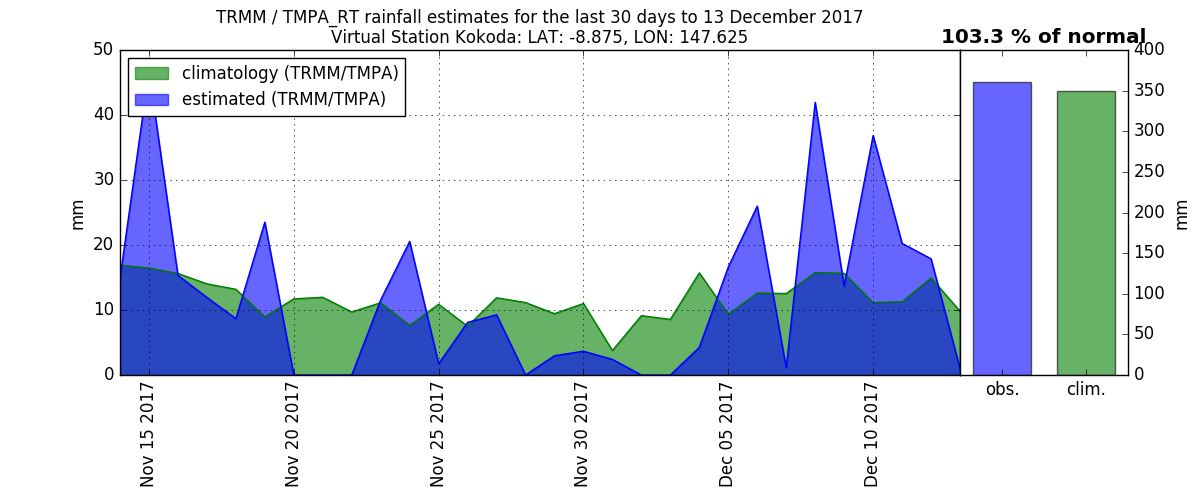 TRMM / TMPA_RT rainfall estimates for the last 30 days to 13 December 2017
Virtual Station Kokoda: LAT: -8.875, LON: 147.625
103.3 % of normal
climatology (TRMM/TMPA)
estimated (TRMM/TMPA)
50
40
30
20
10
0
mm
Nov 15 2017
Nov 20 2017
Nov 25 2017
Nov 30 2017
Dec 05 2017
Dec 10 2017
obs.
clim.
400
350
300
250
200
150
100
50
0
mm